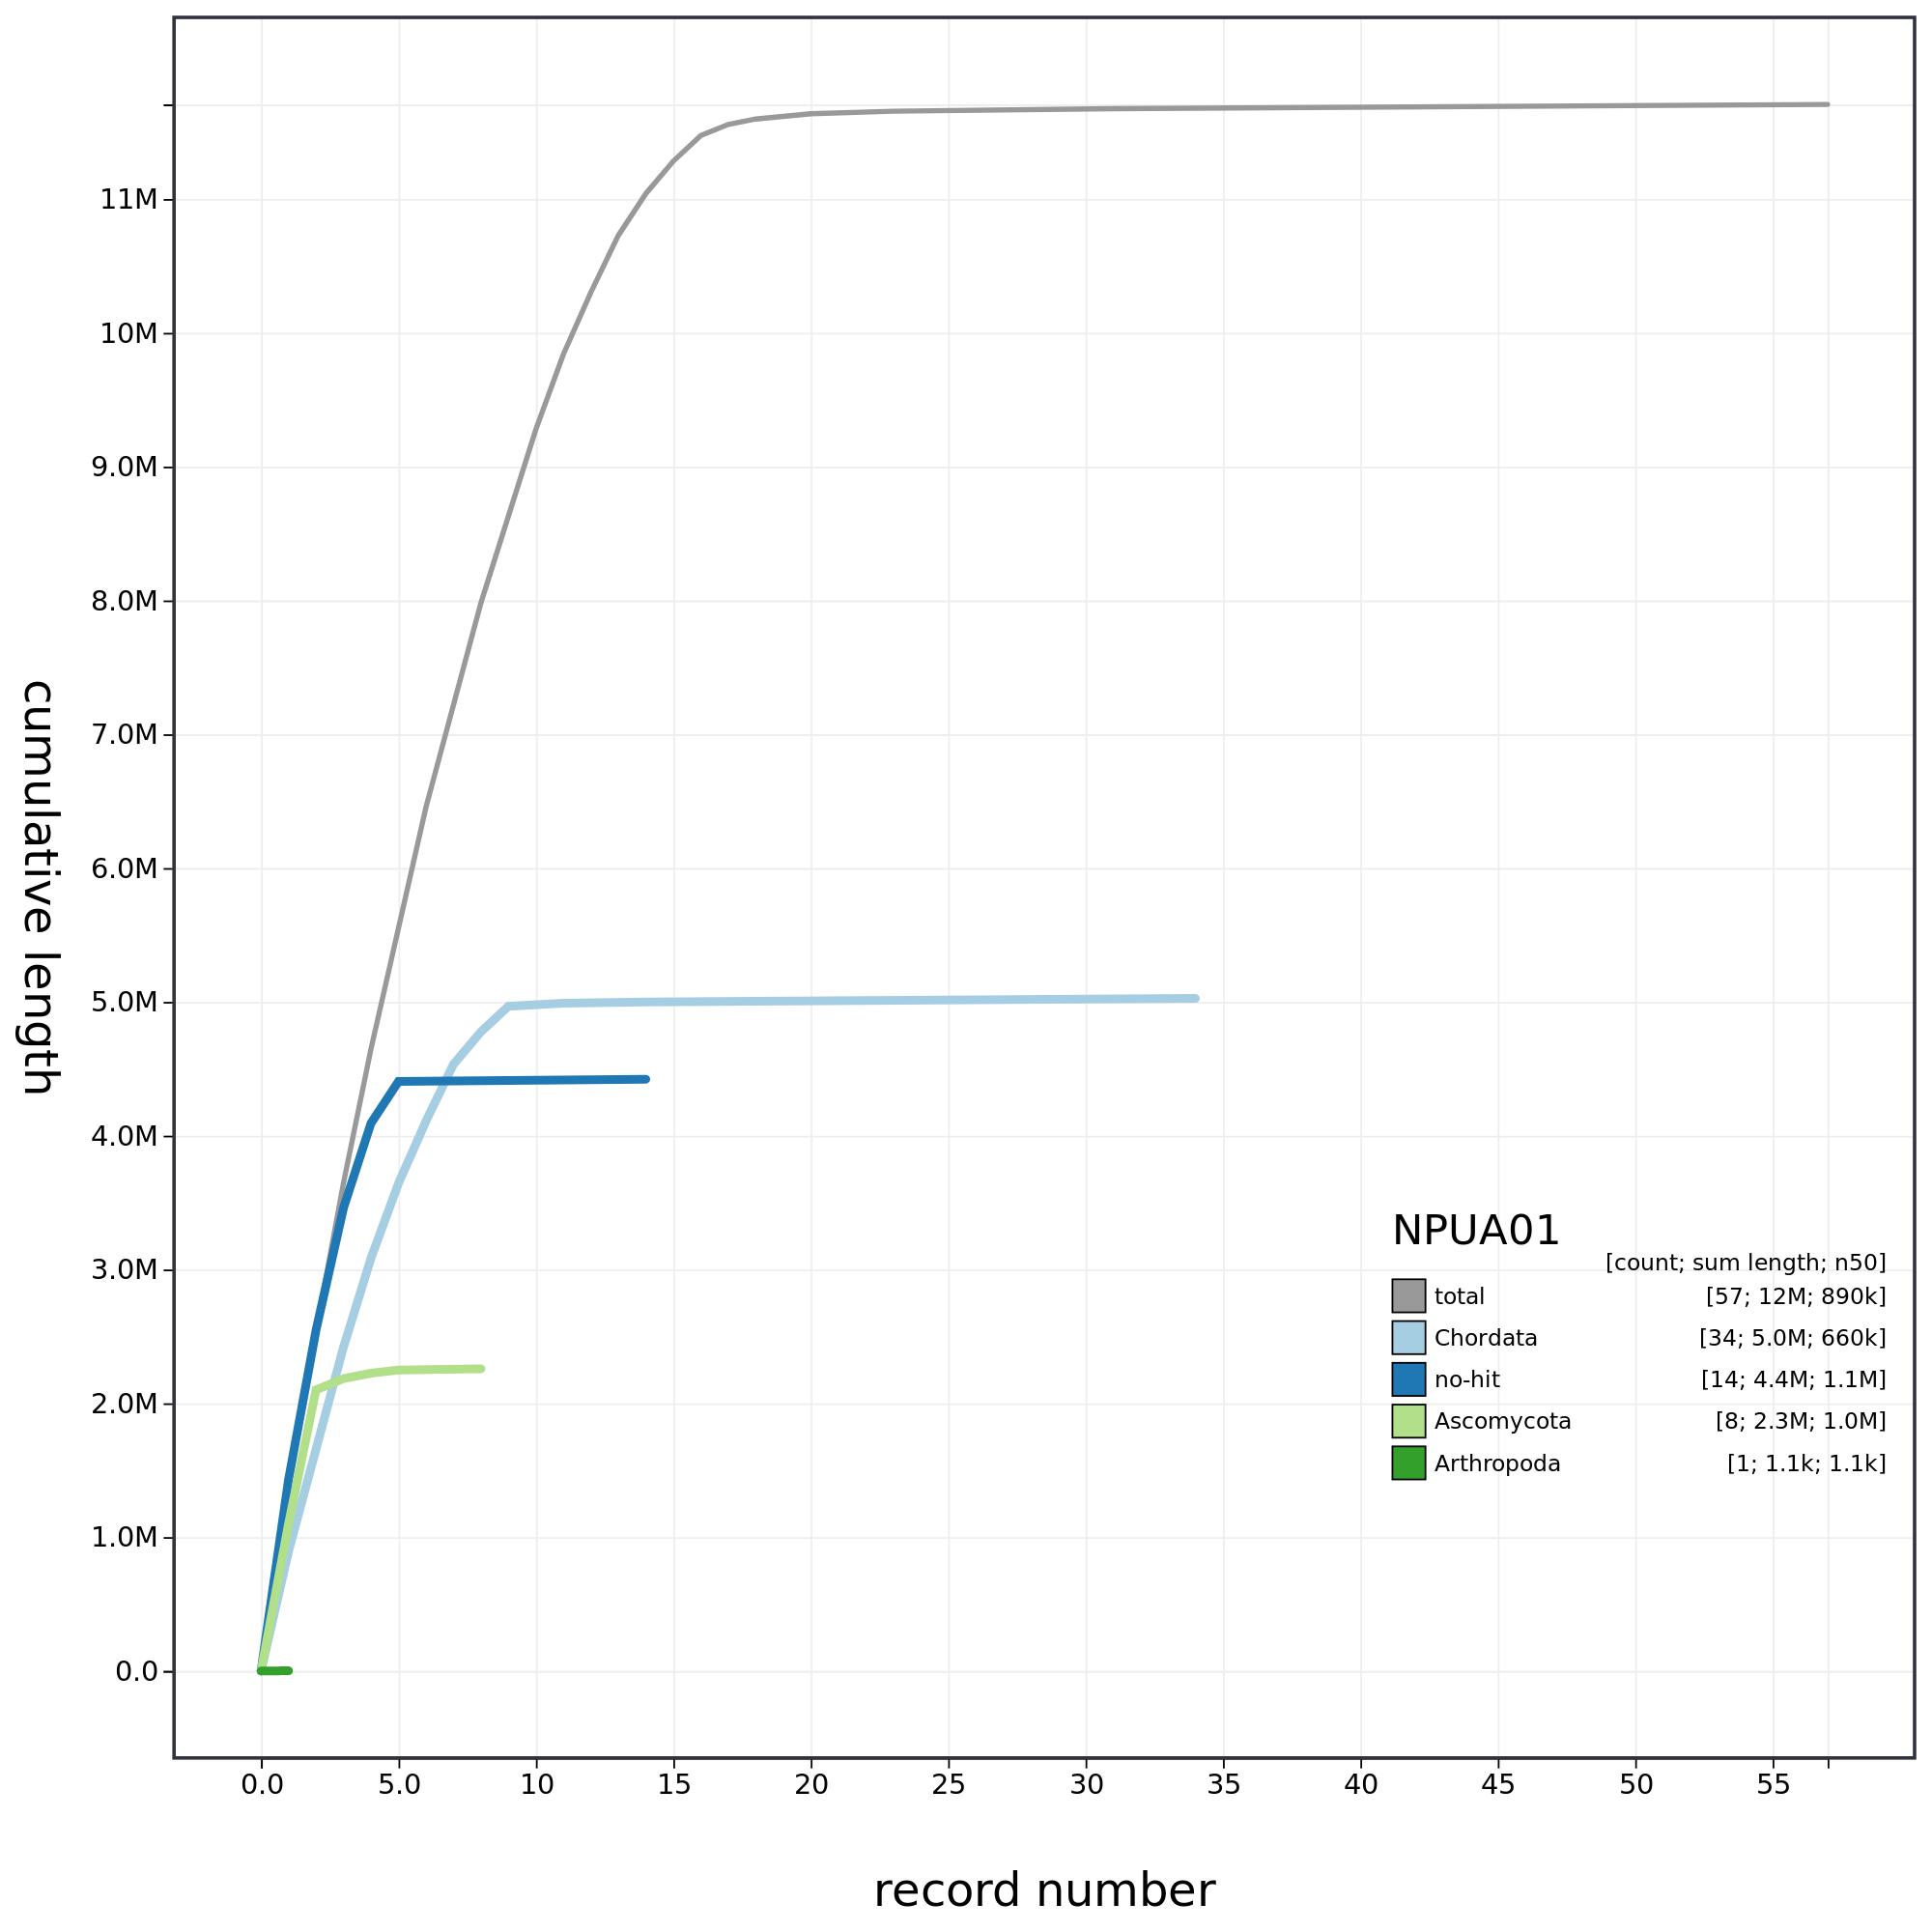 cumulative length
11M
10M
9.0M
8.0M
7.0M
6.0M
5.0M
4.0M
3.0M
2.0M
1.0M
0.0
NPUA01
[count; sum length; n50]
total [57; 12M; 890k]
Chordata [34; 5.0M; 660k]
no-hit [14; 4.4M; 1.1M]
Ascomycota [8; 2.3M; 1.0M]
Arthropoda [1; 1.1k; 1.1k]
0.0 5.0 10 15 20 25 30 35 40 45 50 55
record number